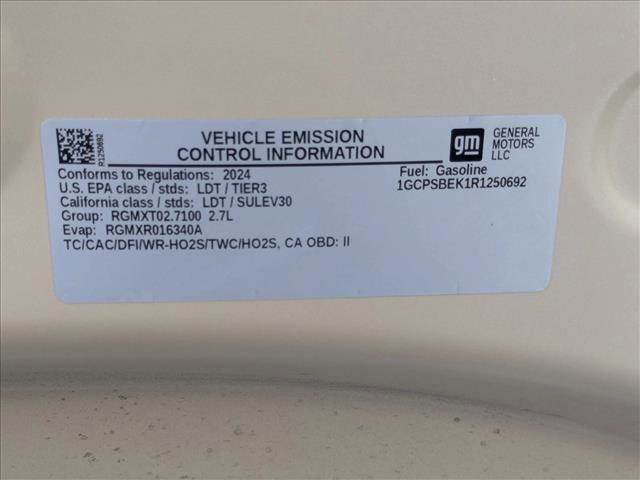 R1250692
VEHICLE EMISSION
CONTROL INFORMATION
gm
GENERAL
MOTORS
LLC
Conforms to Regulations: 2024
U.S. EPA class / stds: LDT / TIER3
California class / stds: LDT / SULEV30
Group: RGMXT02.7100 2.7L
Evap: RGMXR016340A
TC/CAC/DFI/WR-HO2S/TWC/HO2S, CA OBD: II
Fuel: Gasoline
1GCPSBEK1R1250692